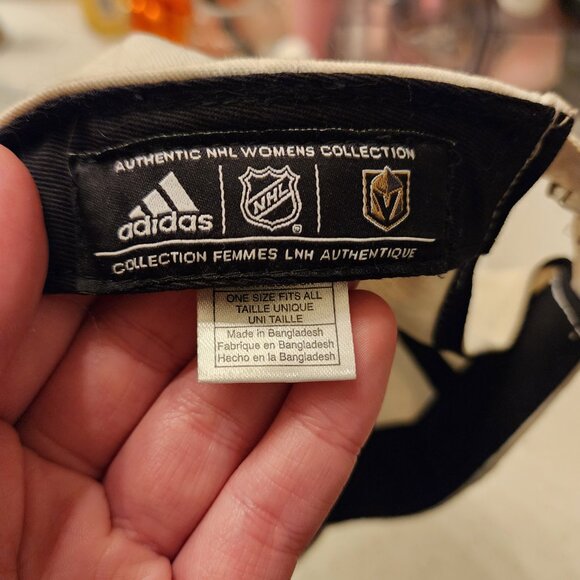 AUTHENTIC NHL WOMENS COLLECTION
adidas
NHL
COLLECTION FEMMES LNH AUTHENTIQUE
ONE SIZE FITS ALL
TAILLE UNIQUE
UNI TAILLE
Made in Bangladesh
Fabrique en Bangladesh
Hecho en la Bangladesh